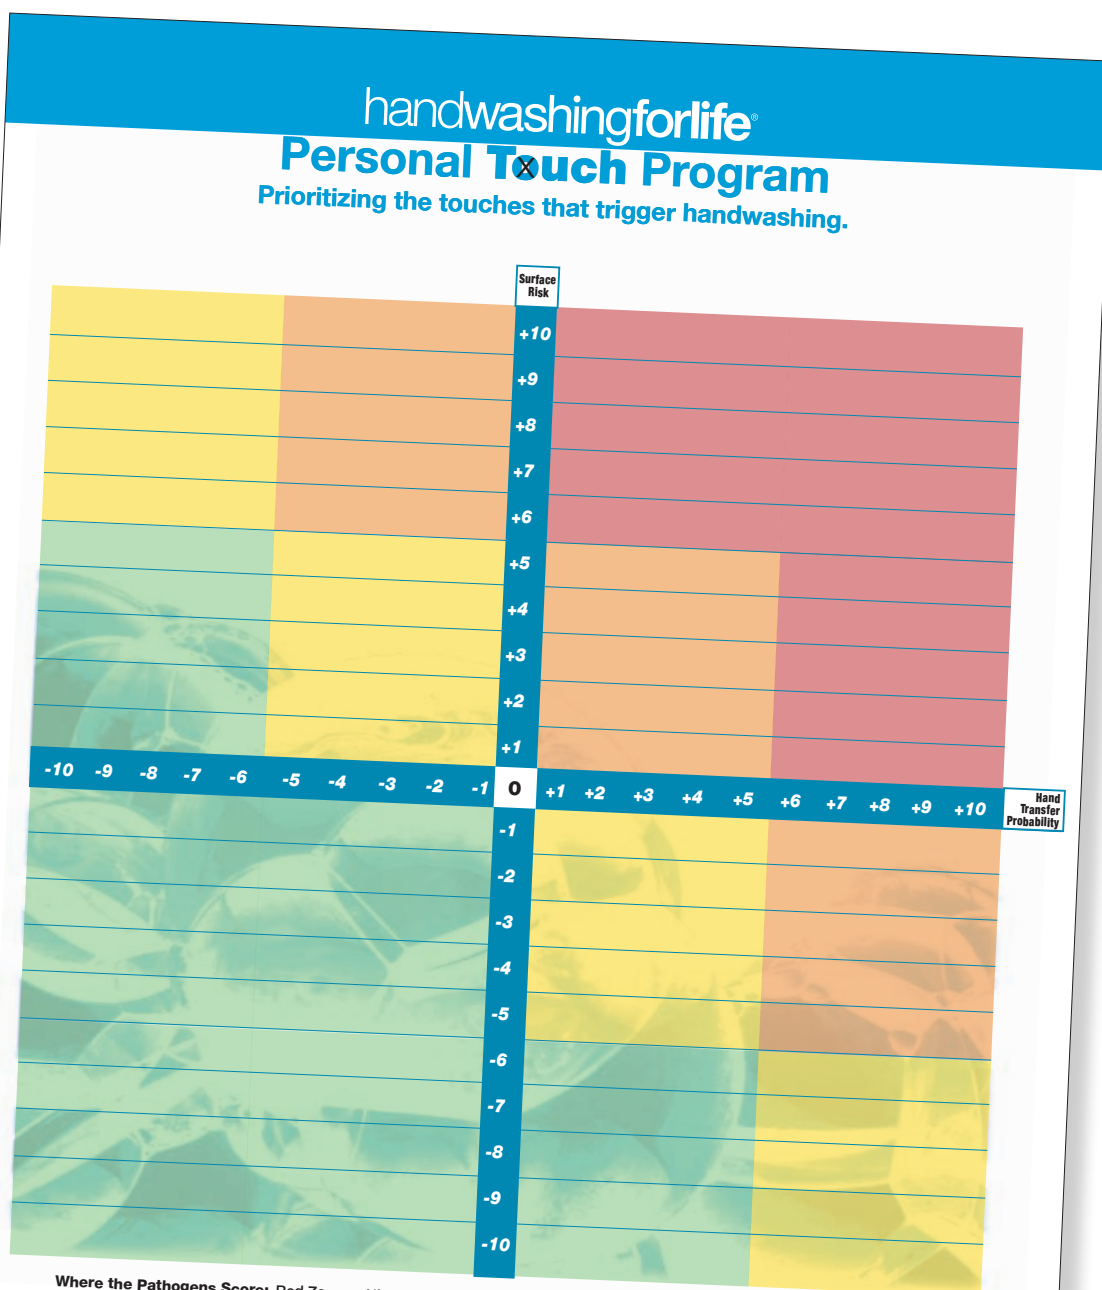 handwashingforlife®
Personal Touch Program
Prioritizing the touches that trigger handwashing.
Surface
Risk
+10
+9
+8
+7
+6
+5
+4
+3
+2
+1
-10 -9 -8 -7 -6 -5 -4 -3 -2 -1 0 +1 +2 +3 +4 +5 +6 +7 +8 +9 +10
Hand
Transfer
Probability
-1
-2
-3
-4
-5
-6
-7
-8
-9
-10
Where the Pathogens Score: Red